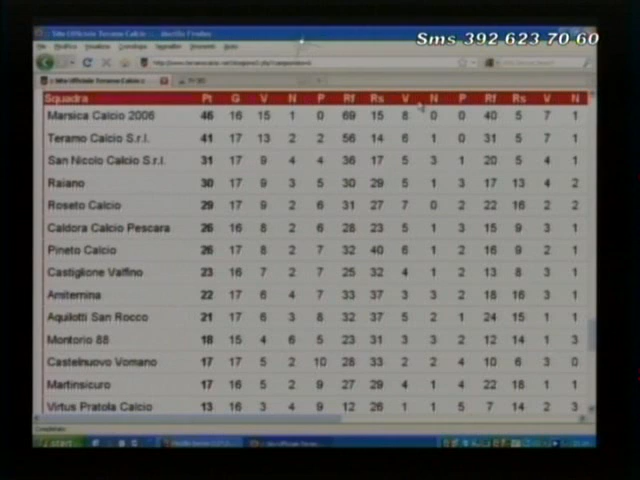 Sms 392 623 70 60
Squadra Pt G V N P Rf Rs V N P Rf Rs V N
Marsica Calcio 2006 46 16 15 1 0 69 15 8 0 0 40 5 7 1
Teramo Calcio S.r.l. 41 17 13 2 2 56 14 6 1 0 31 5 7 1
San Nicolo Calcio S.r.l. 31 17 9 4 4 36 17 5 3 1 20 5 4 1
Raiano 30 17 9 3 5 30 29 5 1 3 17 13 4 2
Roseto Calcio 29 17 9 2 6 31 27 7 0 2 22 16 2 2
Caldora Calcio Pescara 26 16 8 2 6 28 23 5 1 3 15 9 3 1
Pineto Calcio 26 17 8 2 7 32 40 6 1 2 16 9 2 1
Castiglione Valfino 23 16 7 2 7 25 32 4 1 2 13 8 3 1
Amiternina 22 17 6 4 7 33 37 3 3 2 18 16 3 1
Aquilotti San Rocco 21 17 6 3 8 32 37 5 2 1 24 15 1 1
Montorio 88 18 15 4 6 5 23 31 3 3 2 12 14 1 3
Castelnuovo Vomano 17 17 5 2 10 28 33 2 2 4 10 6 3 0
Martinsicuro 17 16 5 2 9 27 29 4 1 4 22 18 1 1
Virtus Pratola Calcio 13 16 3 4 9 12 26 1 1 5 7 14 2 3
start